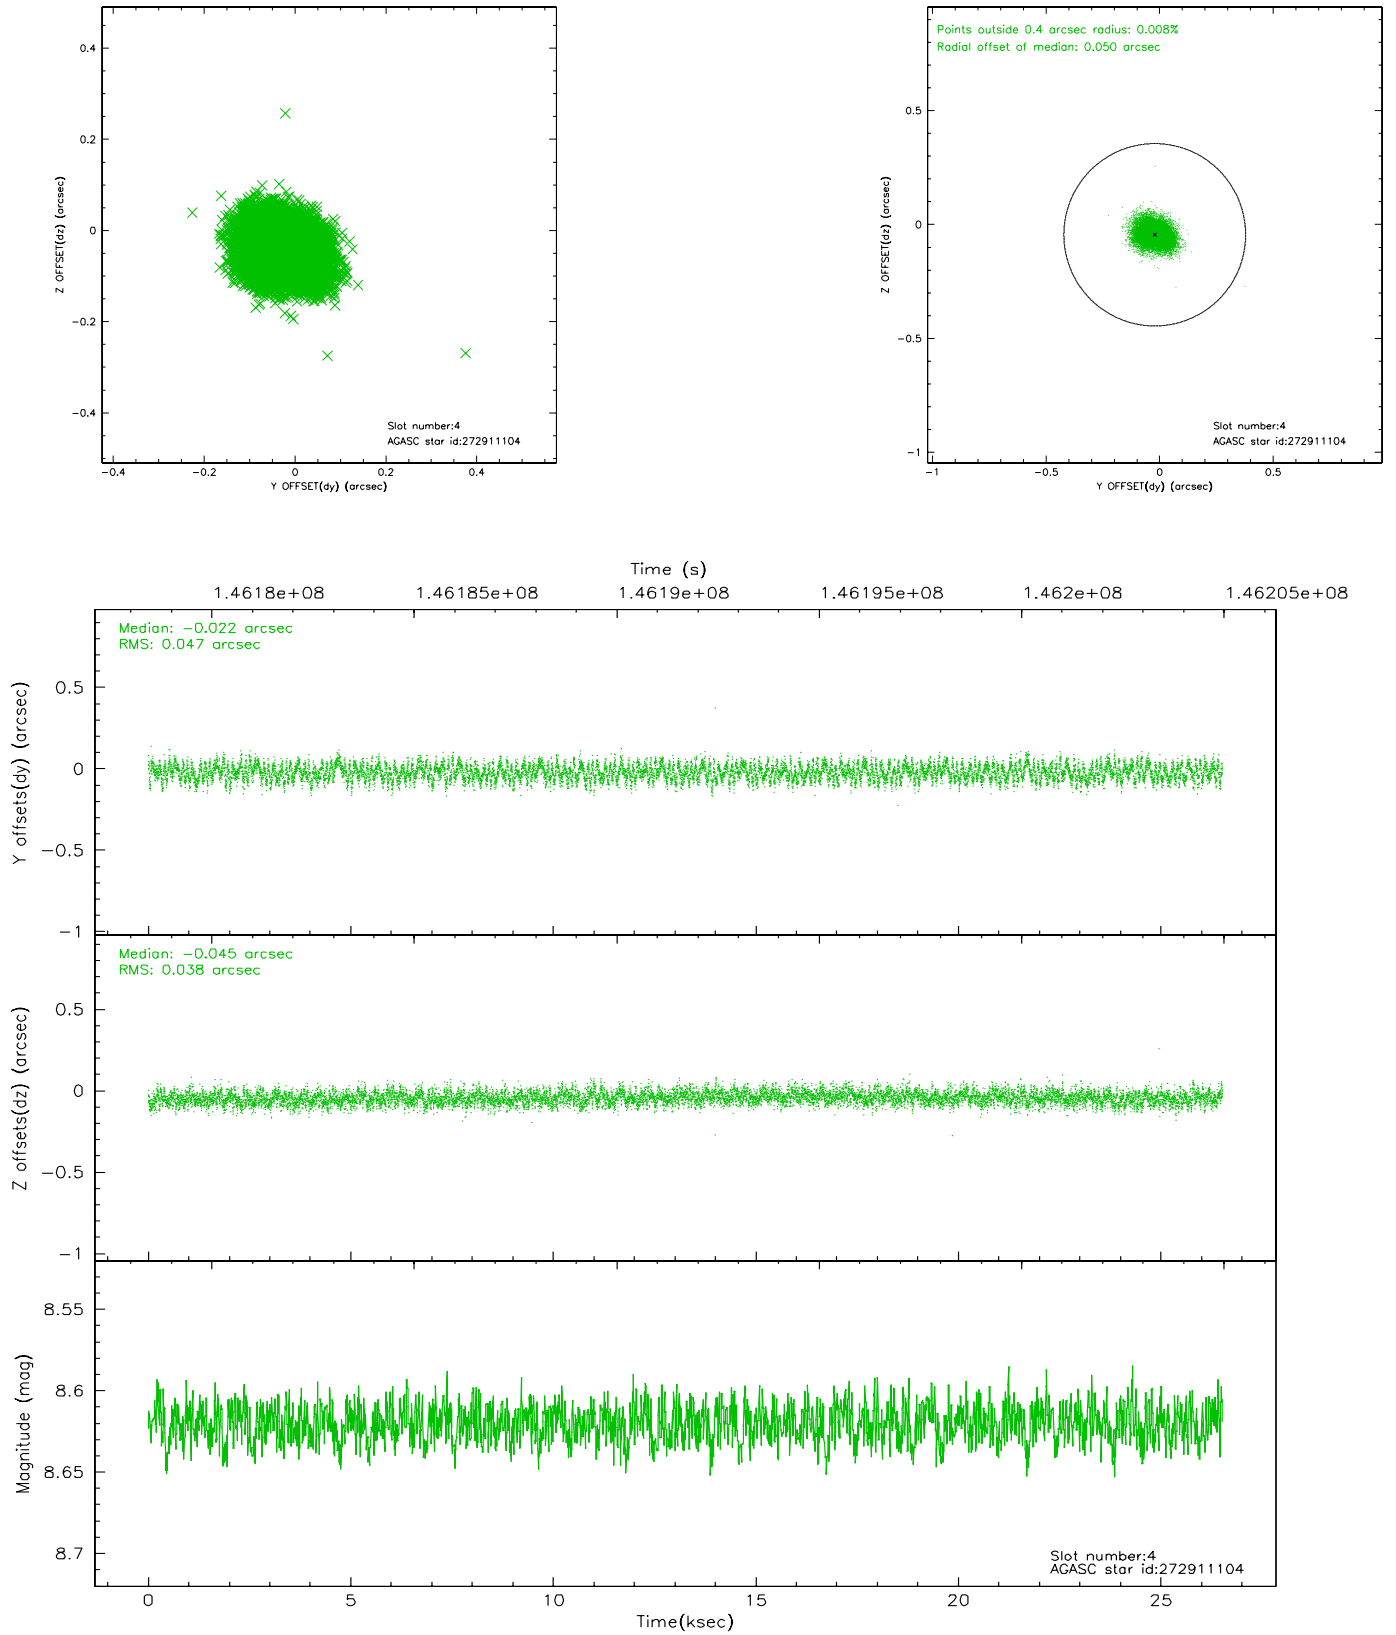 0.4
0.2
0
−0.2
−0.4
Z OFFSET(dz) (arcsec)
−0.4 −0.2 0 0.2 0.4
Y OFFSET(dy) (arcsec)
Slot number:4
AGASC star id:272911104
Points outside 0.4 arcsec radius: 0.008%
Radial offset of median: 0.050 arcsec
0.5
0
−0.5
−1
Z OFFSET(dz) (arcsec)
−1 −0.5 0 0.5
Y OFFSET(dy) (arcsec)
Slot number:4
AGASC star id:272911104
Time (s)
1.4618e+08 1.46185e+08 1.4619e+08 1.46195e+08 1.462e+08 1.46205e+08
Median: −0.022 arcsec
RMS: 0.047 arcsec
0.5
0
−0.5
−1
Y offsets(dy) (arcsec)
Median: −0.045 arcsec
RMS: 0.038 arcsec
0.5
0
−0.5
−1
Z offsets(dz) (arcsec)
8.55
8.6
8.65
8.7
Magnitude (mag)
Slot number:4
AGASC star id:272911104
0 5 10 15 20 25
Time(ksec)